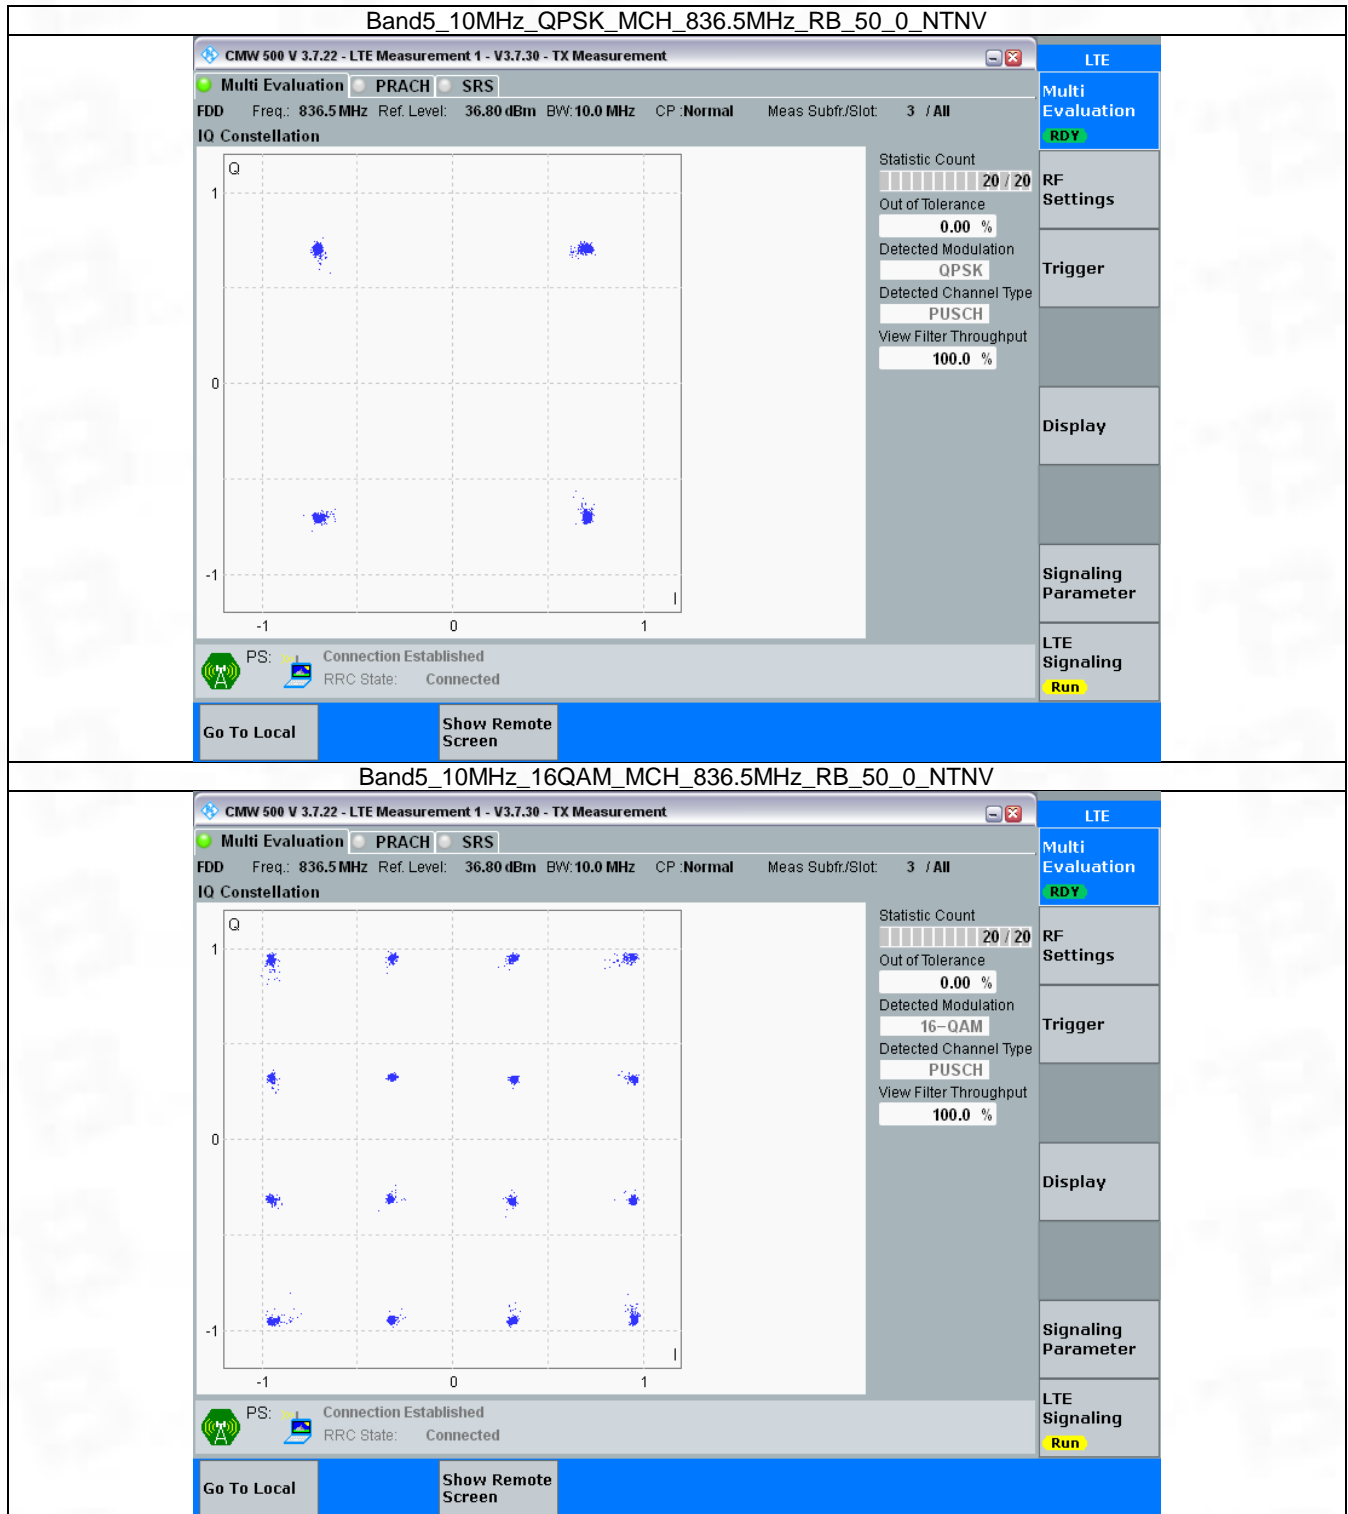 Band5_10MHz_QPSK_MCH_836.5MHz_RB_50_0_NTNV
CMW 500 V 3.7.22 - LTE Measurement 1 - V3.7.30 - TX Measurement
LTE
Multi Evaluation PRACH SRS
Multi
Evaluation
RDY
FDD Freq.: 836.5 MHz Ref. Level: 36.80 dBm BW: 10.0 MHz CP :Normal Meas Subfr./Slot: 3 / All
IQ Constellation
Q
1
0
-1
I
-1 0 1
Statistic Count
20 / 20
Out of Tolerance
0.00 %
Detected Modulation
QPSK
Detected Channel Type
PUSCH
View Filter Throughput
100.0 %
RF
Settings
Trigger
Display
Signaling
Parameter
LTE
Signaling
Run
PS: Connection Established
RRC State: Connected
Go To Local
Show Remote
Screen
Band5_10MHz_16QAM_MCH_836.5MHz_RB_50_0_NTNV
CMW 500 V 3.7.22 - LTE Measurement 1 - V3.7.30 - TX Measurement
LTE
Multi Evaluation PRACH SRS
Multi
Evaluation
RDY
FDD Freq.: 836.5 MHz Ref. Level: 36.80 dBm BW: 10.0 MHz CP :Normal Meas Subfr./Slot: 3 / All
IQ Constellation
Q
1
0
-1
I
-1 0 1
Statistic Count
20 / 20
Out of Tolerance
0.00 %
Detected Modulation
16-QAM
Detected Channel Type
PUSCH
View Filter Throughput
100.0 %
RF
Settings
Trigger
Display
Signaling
Parameter
LTE
Signaling
Run
PS: Connection Established
RRC State: Connected
Go To Local
Show Remote
Screen